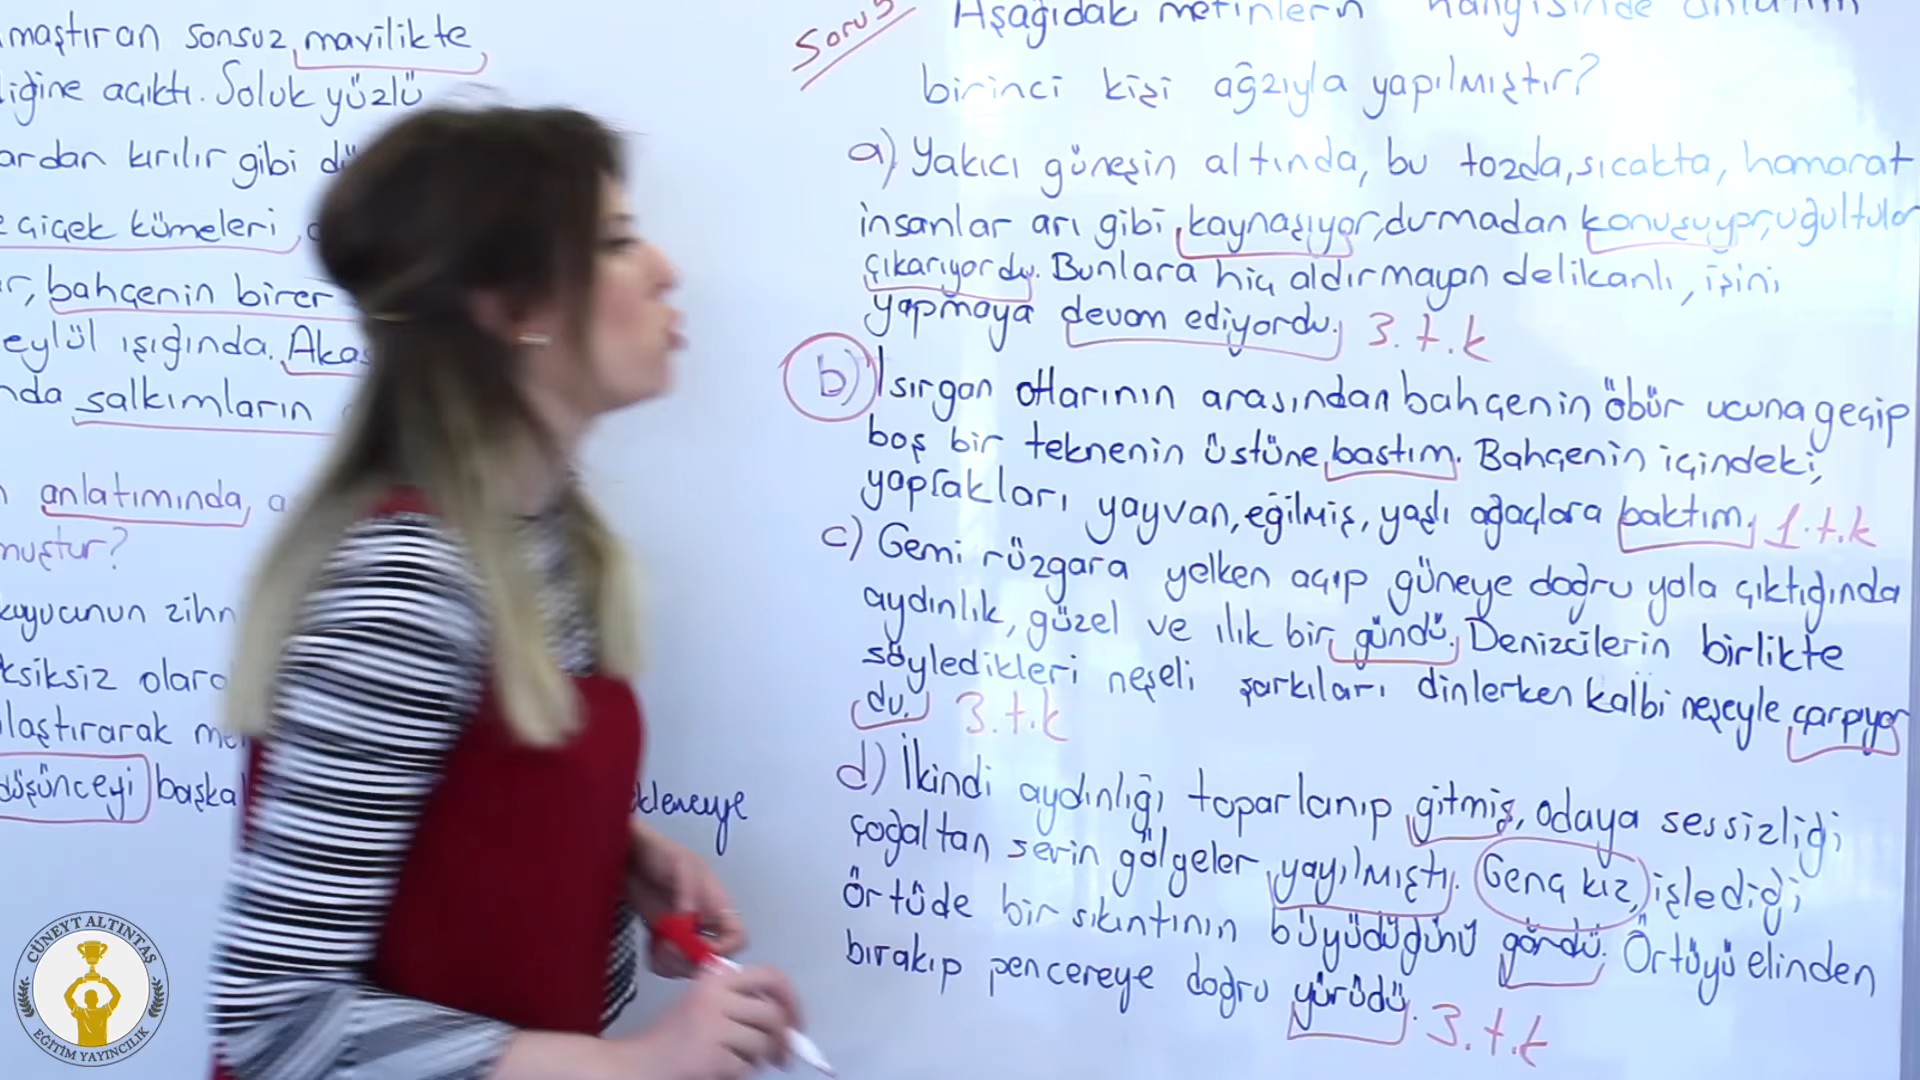 maştıran sonsuz mavilikte
liğine açıktı. Soluk yüzlü
ardan kırılır gibi
çiçek kümeleri,
r, bahçenin birer
eylül ışığında. Akas
nda salkımların
anlatımında, a
muştur?
kuyucunun zihn
ksiksiz olara
laştırarak me
düşünceyi başka
ekleneye
Soru 5 Aşağıdaki metinlerin hangisinde anlatım
birinci kişi ağzıyla yapılmıştır?
a) Yakıcı güneşin altında, bu tozda, sıcakta, hamarat
insanlar arı gibi kaynaşıyor, durmadan konuşuyor, uğultular
çıkarıyordu. Bunlara hiç aldırmayan delikanlı, işini
yapmaya devam ediyordu. 3.t.k
b) Isırgan otlarının arasından bahçenin öbür ucuna geçip
boş bir teknenin üstüne bastım. Bahçenin içindeki,
yaprakları yayvan, eğilmiş, yaşlı ağaçlara baktım. 1.t.k
c) Gemi rüzgara yelken açıp güneye doğru yola çıktığında
aydınlık, güzel ve ılık bir gündü. Denizcilerin birlikte
söyledikleri neşeli şarkıları dinlerken kalbi neşeyle çarpıyor
du. 3.t.k
d) İkindi aydınlığı toparlanıp gitmiş, odaya sessizliği
çoğaltan serin gölgeler yayılmıştı. Genç kız, işlediği
örtüde bir sıkıntının büyüdüğünü gördü. Örtüyü elinden
bırakıp pencereye doğru yürüdü. 3.t.k
CÜNEYT ALTINTAŞ
EĞİTİM YAYINCILIK